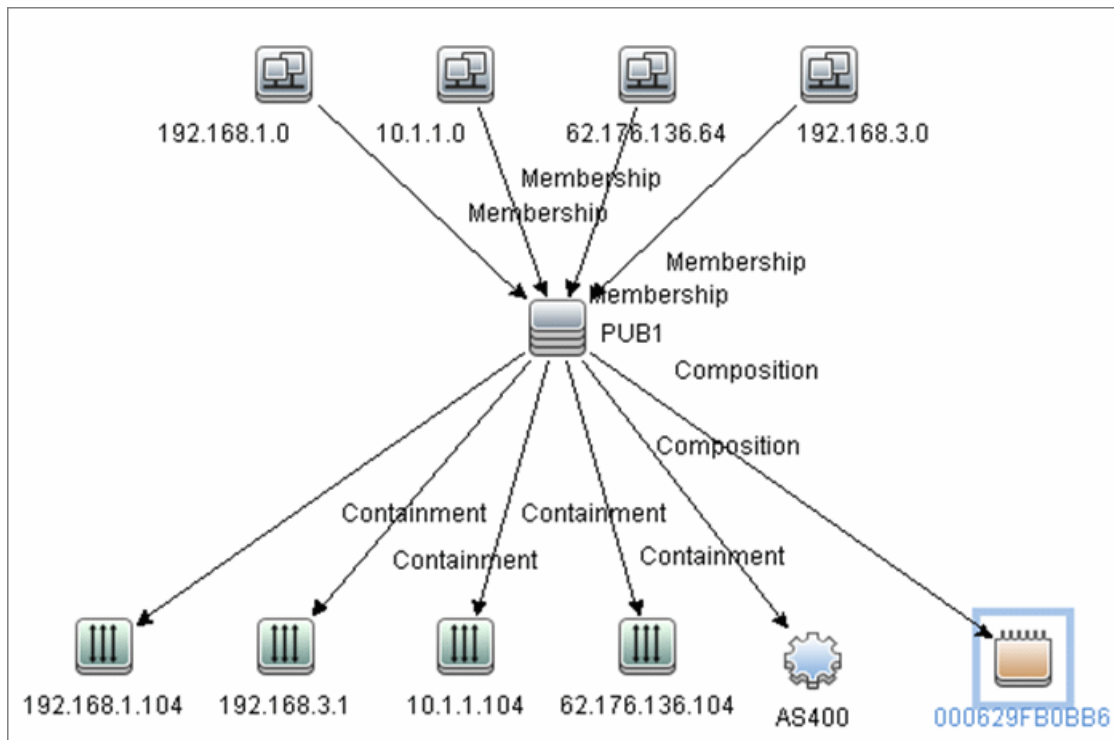 192.168.1.0
10.1.1.0
62.176.136.64
192.168.3.0
Membership
Membership
Membership
Membership
PUB1
Composition
Composition
Containment
Containment
Containment
Containment
192.168.1.104
192.168.3.1
10.1.1.104
62.176.136.104
AS400
000629FB0BB6